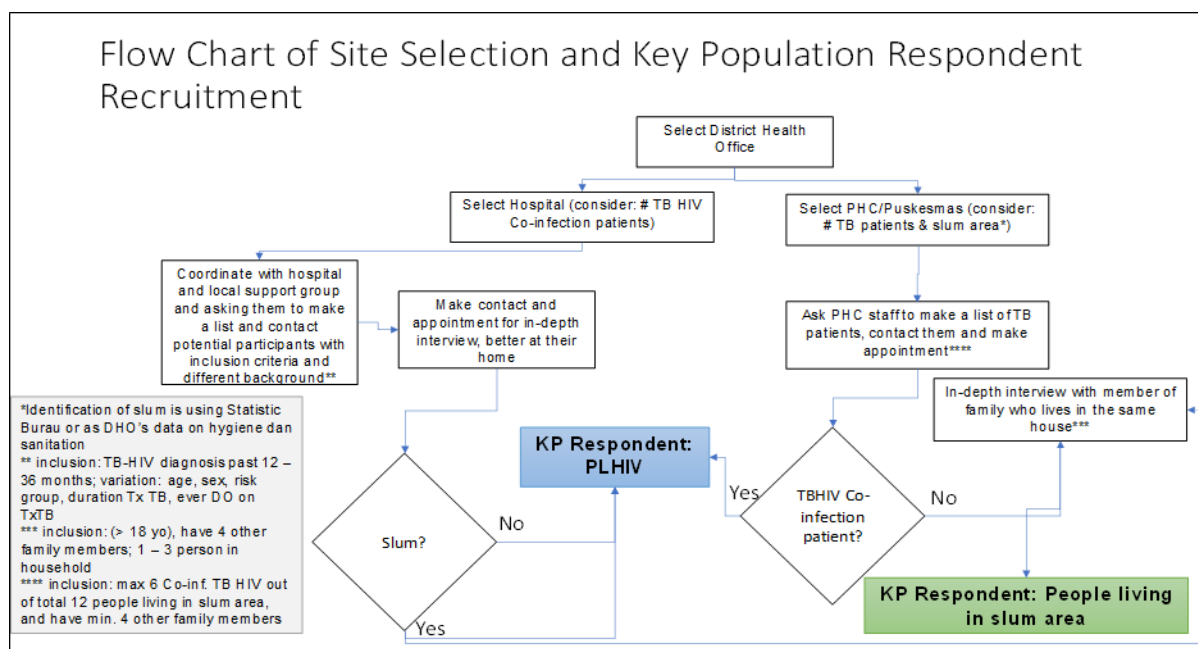 Flow Chart of Site Selection and Key Population Respondent
Recruitment
Select District Health
Office
Select Hospital (consider: # TB HIV
Co-infection patients)
Select PHC/Puskesmas (consider:
# TB patients & slum area*)
Coordinate with hospital
and local support group
and asking them to make
a list and contact
potential participants with
inclusion criteria and
different background**
Make contact and
appointment for in-depth
interview, better at their
home
Ask PHC staff to make a list of TB
patients, contact them and make
appointment****
In-depth interview with member of
family who lives in the same
house***
*Identification of slum is using Statistic
Burau or as DHO's data on hygiene dan
sanitation
** inclusion: TB-HIV diagnosis past 12 –
36 months; variation: age, sex, risk
group, duration Tx TB, ever DO on
TxTB
*** inclusion: (> 18 yo), have 4 other
family members; 1 – 3 person in
household
**** inclusion: max 6 Co-inf. TB HIV out
of total 12 people living in slum area,
and have min. 4 other family members
KP Respondent:
PLHIV
Slum?
No
Yes
Yes
TBHIV Co-
infection
patient?
No
KP Respondent: People living
in slum area